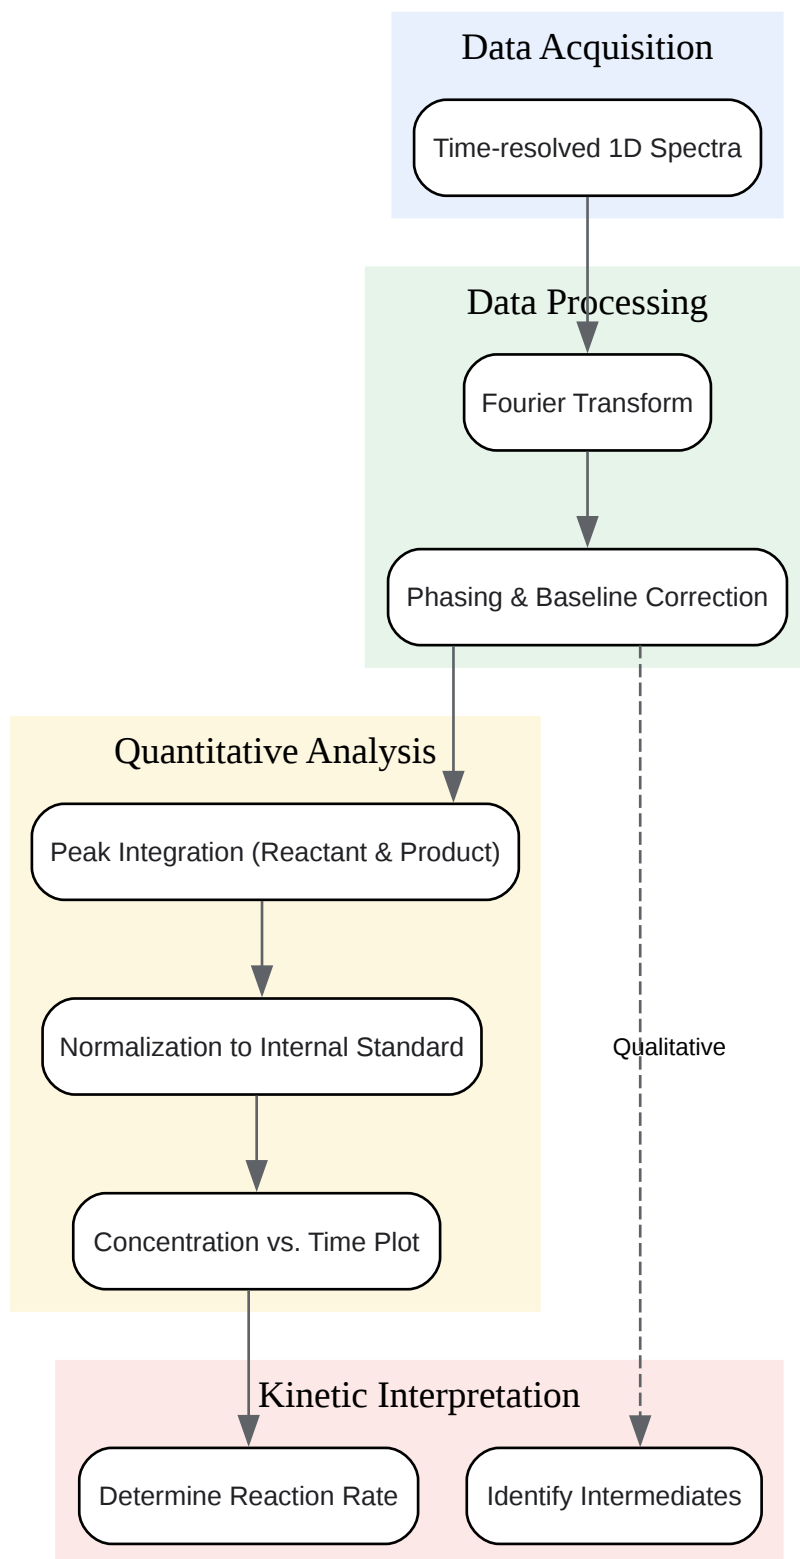 Data Acquisition
Time-resolved 1D Spectra
Data Processing
Fourier Transform
Phasing & Baseline Correction
Quantitative Analysis
Peak Integration (Reactant & Product)
Normalization to Internal Standard
Qualitative
Concentration vs. Time Plot
Kinetic Interpretation
Determine Reaction Rate
Identify Intermediates